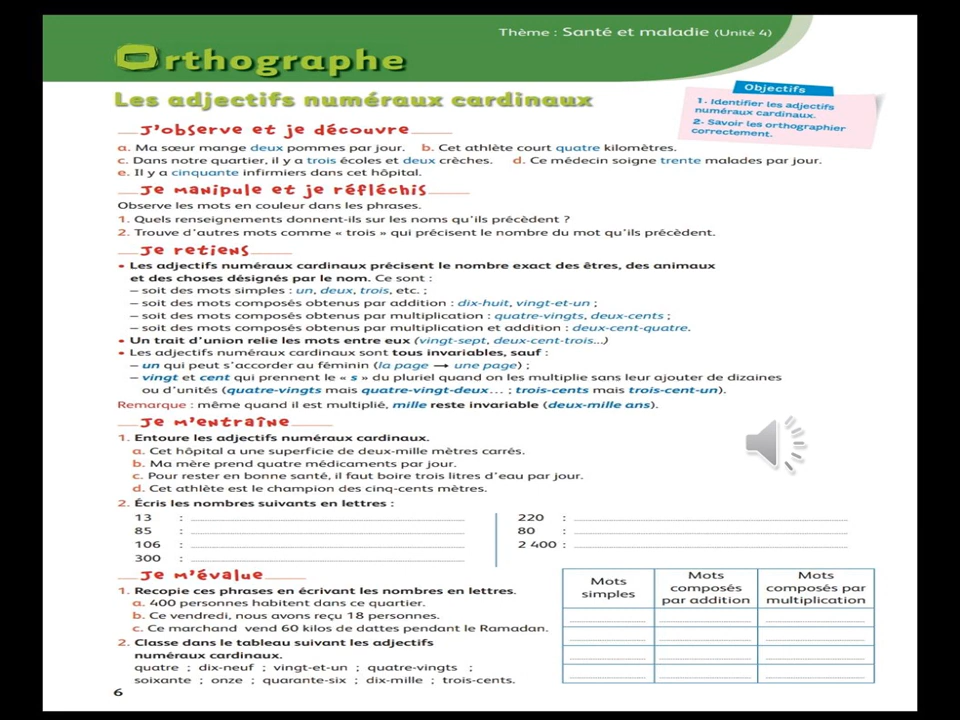 Thème : Santé et maladie (Unité 4)
Orthographe
Les adjectifs numéraux cardinaux
Objectifs
1- Identifier les adjectifs
numéraux cardinaux.
2- Savoir les orthographier
correctement.
J'observe et je découvre
a. Ma sœur mange deux pommes par jour. b. Cet athlète court quatre kilomètres.
c. Dans notre quartier, il y a trois écoles et deux crèches. d. Ce médecin soigne trente malades par jour.
e. Il y a cinquante infirmiers dans cet hôpital.
Je manipule et je réfléchis
Observe les mots en couleur dans les phrases.
1. Quels renseignements donnent-ils sur les noms qu'ils précèdent ?
2. Trouve d'autres mots comme « trois » qui précisent le nombre du mot qu'ils précèdent.
Je retiens
• Les adjectifs numéraux cardinaux précisent le nombre exact des êtres, des animaux
et des choses désignés par le nom. Ce sont :
– soit des mots simples : un, deux, trois, etc. ;
– soit des mots composés obtenus par addition : dix-huit, vingt-et-un ;
– soit des mots composés obtenus par multiplication : quatre-vingts, deux-cents ;
– soit des mots composés obtenus par multiplication et addition : deux-cent-quatre.
• Un trait d'union relie les mots entre eux (vingt-sept, deux-cent-trois...)
• Les adjectifs numéraux cardinaux sont tous invariables, sauf :
– un qui peut s'accorder au féminin (la page → une page) ;
– vingt et cent qui prennent le « s » du pluriel quand on les multiplie sans leur ajouter de dizaines
ou d'unités (quatre-vingts mais quatre-vingt-deux... ; trois-cents mais trois-cent-un).
Remarque : même quand il est multiplié, mille reste invariable (deux-mille ans).
Je m'entraîne
1. Entoure les adjectifs numéraux cardinaux.
a. Cet hôpital a une superficie de deux-mille mètres carrés.
b. Ma mère prend quatre médicaments par jour.
c. Pour rester en bonne santé, il faut boire trois litres d'eau par jour.
d. Cet athlète est le champion des cinq-cents mètres.
2. Écris les nombres suivants en lettres :
13 :
85 :
106 :
300 :
220 :
80 :
2 400 :
Je m'évalue
1. Recopie ces phrases en écrivant les nombres en lettres.
a. 400 personnes habitent dans ce quartier.
b. Ce vendredi, nous avons reçu 18 personnes.
c. Ce marchand vend 60 kilos de dattes pendant le Ramadan.
2. Classe dans le tableau suivant les adjectifs
numéraux cardinaux.
quatre ; dix-neuf ; vingt-et-un ; quatre-vingts ;
soixante ; onze ; quarante-six ; dix-mille ; trois-cents.
Mots
simples
Mots
composés
par addition
Mots
composés par
multiplication
6